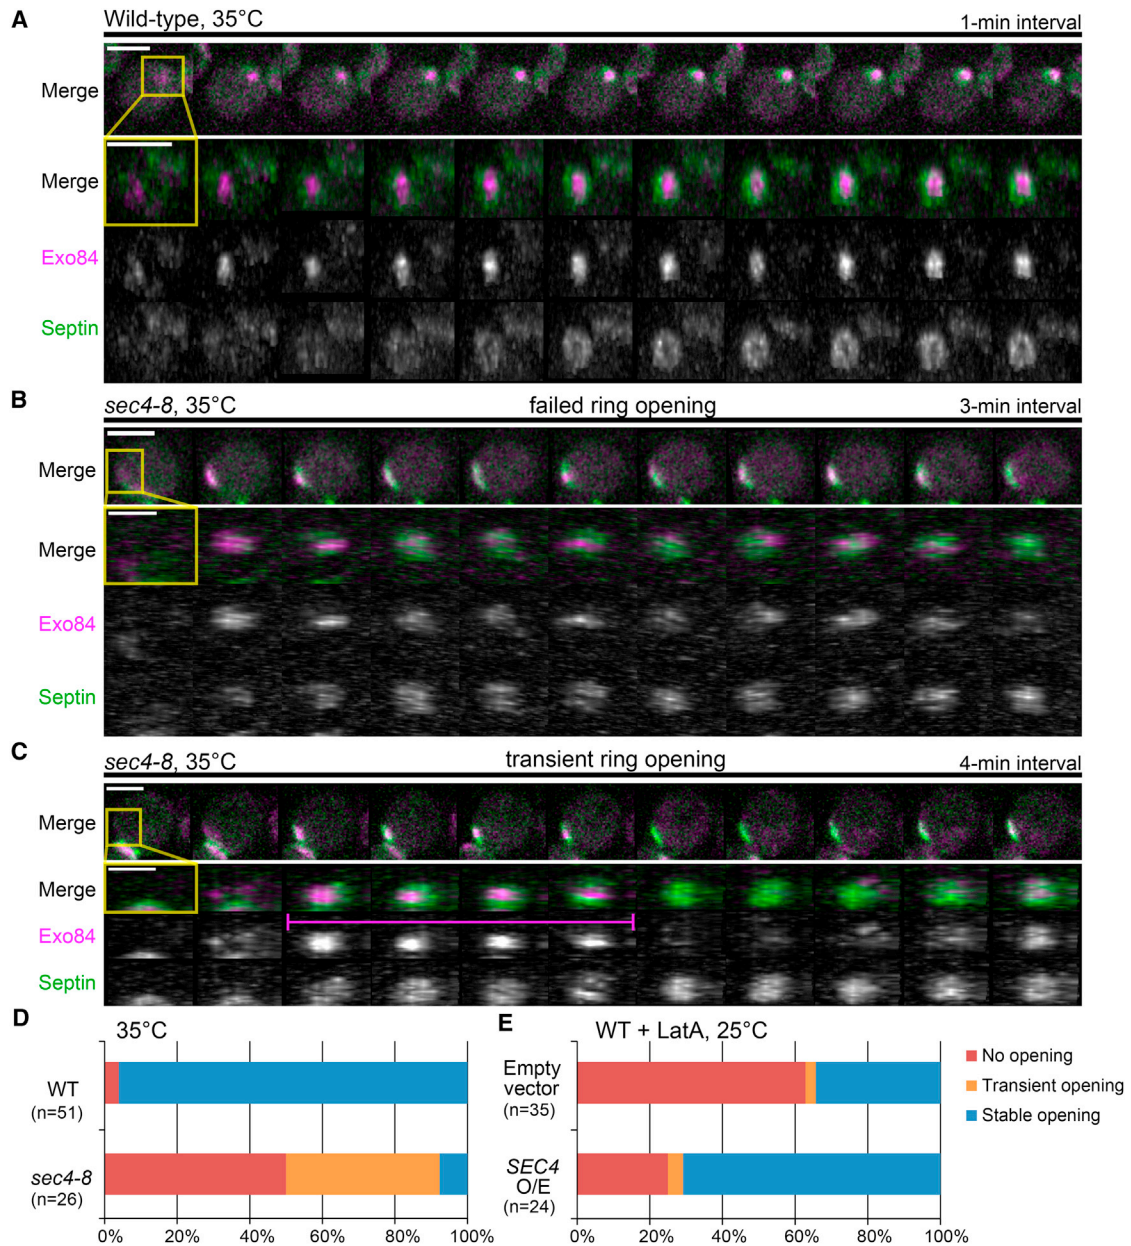 A
Wild-type, 35°C
1-min interval
Merge
Merge
Exo84
Septin
B
sec4-8, 35°C
failed ring opening
3-min interval
Merge
Merge
Exo84
Septin
C
sec4-8, 35°C
transient ring opening
4-min interval
Merge
Merge
Exo84
Septin
D
35°C
WT
(n=51)
sec4-8
(n=26)
0% 20% 40% 60% 80% 100%
E
WT + LatA, 25°C
Empty
vector
(n=35)
SEC4
O/E
(n=24)
0% 20% 40% 60% 80% 100%
No opening
Transient opening
Stable opening